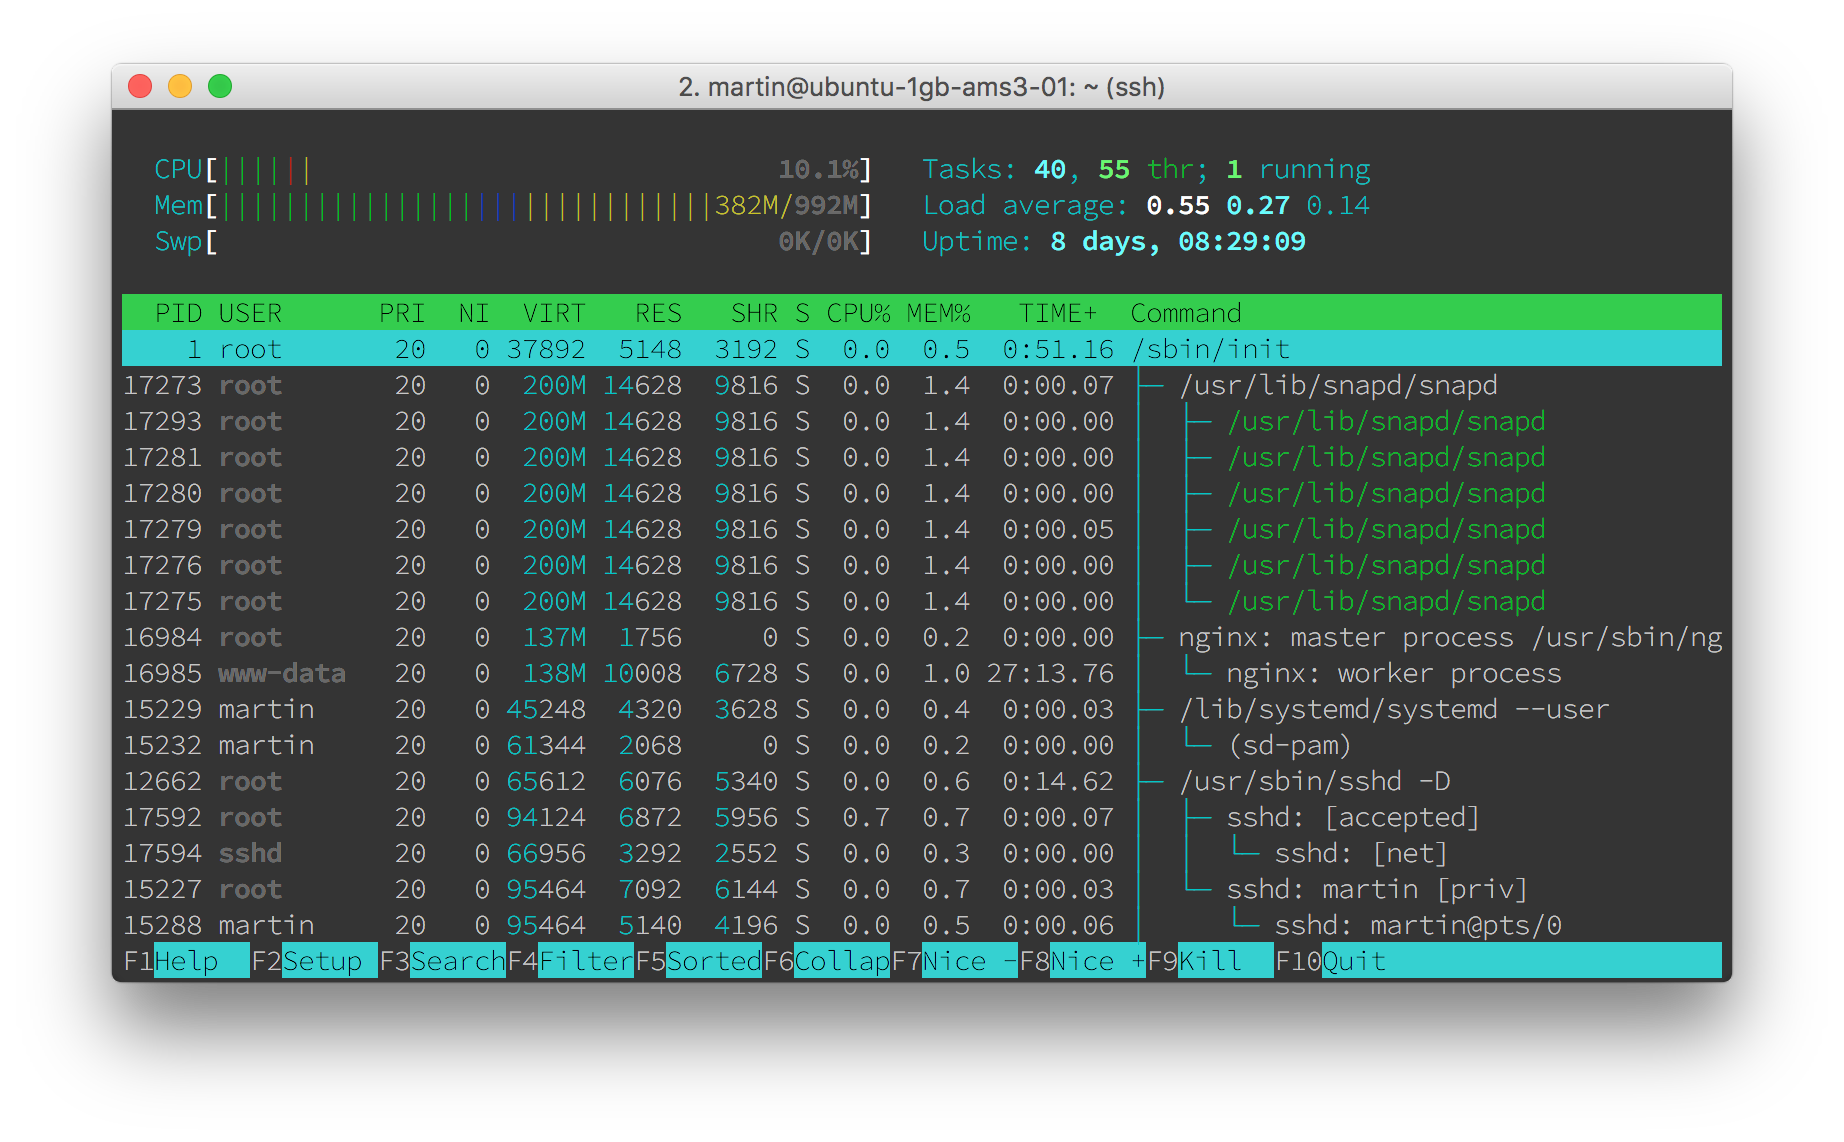 2. martin@ubuntu-1gb-ams3-01: ~ (ssh)
CPU[||||||                             10.1%]   Tasks: 40, 55 thr; 1 running
Mem[|||||||||||||||||||||||||||||||382M/992M]   Load average: 0.55 0.27 0.14
Swp[                                   0K/0K]   Uptime: 8 days, 08:29:09
PID USER      PRI  NI  VIRT   RES   SHR S CPU% MEM%   TIME+  Command
1 root       20   0 37892  5148  3192 S  0.0  0.5  0:51.16 /sbin/init
17273 root       20   0  200M 14628  9816 S  0.0  1.4  0:00.07 ├─ /usr/lib/snapd/snapd
17293 root       20   0  200M 14628  9816 S  0.0  1.4  0:00.00 │  ├─ /usr/lib/snapd/snapd
17281 root       20   0  200M 14628  9816 S  0.0  1.4  0:00.00 │  ├─ /usr/lib/snapd/snapd
17280 root       20   0  200M 14628  9816 S  0.0  1.4  0:00.00 │  ├─ /usr/lib/snapd/snapd
17279 root       20   0  200M 14628  9816 S  0.0  1.4  0:00.05 │  ├─ /usr/lib/snapd/snapd
17276 root       20   0  200M 14628  9816 S  0.0  1.4  0:00.00 │  ├─ /usr/lib/snapd/snapd
17275 root       20   0  200M 14628  9816 S  0.0  1.4  0:00.00 │  └─ /usr/lib/snapd/snapd
16984 root       20   0  137M  1756     0 S  0.0  0.2  0:00.00 ├─ nginx: master process /usr/sbin/ng
16985 www-data   20   0  138M 10008  6728 S  0.0  1.0 27:13.76 │  └─ nginx: worker process
15229 martin     20   0 45248  4320  3628 S  0.0  0.4  0:00.03 ├─ /lib/systemd/systemd --user
15232 martin     20   0 61344  2068     0 S  0.0  0.2  0:00.00 │  └─ (sd-pam)
12662 root       20   0 65612  6076  5340 S  0.0  0.6  0:14.62 ├─ /usr/sbin/sshd -D
17592 root       20   0 94124  6872  5956 S  0.7  0.7  0:00.07 │  ├─ sshd: [accepted]
17594 sshd       20   0 66956  3292  2552 S  0.0  0.3  0:00.00 │  │  └─ sshd: [net]
15227 root       20   0 95464  7092  6144 S  0.0  0.7  0:00.03 │  └─ sshd: martin [priv]
15288 martin     20   0 95464  5140  4196 S  0.0  0.5  0:00.06 │     └─ sshd: martin@pts/0
F1Help  F2Setup F3SearchF4FilterF5SortedF6CollapF7Nice -F8Nice +F9Kill  F10Quit